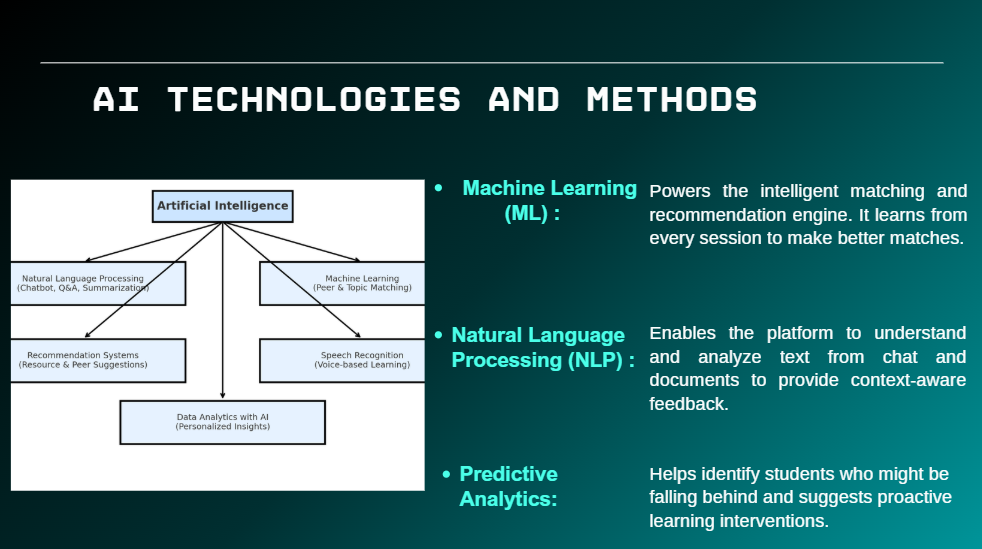 AI TECHNOLOGIES AND METHODS
Artificial Intelligence
Natural Language Processing
(Chatbot, Q&A, Summarization)
Machine Learning
(Peer & Topic Matching)
Recommendation Systems
(Resource & Peer Suggestions)
Speech Recognition
(Voice-based Learning)
Data Analytics with AI
(Personalized Insights)
• Machine Learning
(ML) :
Powers the intelligent matching and
recommendation engine. It learns from
every session to make better matches.
• Natural Language
Processing (NLP) :
Enables the platform to understand
and analyze text from chat and
documents to provide context-aware
feedback.
• Predictive
Analytics:
Helps identify students who might be
falling behind and suggests proactive
learning interventions.